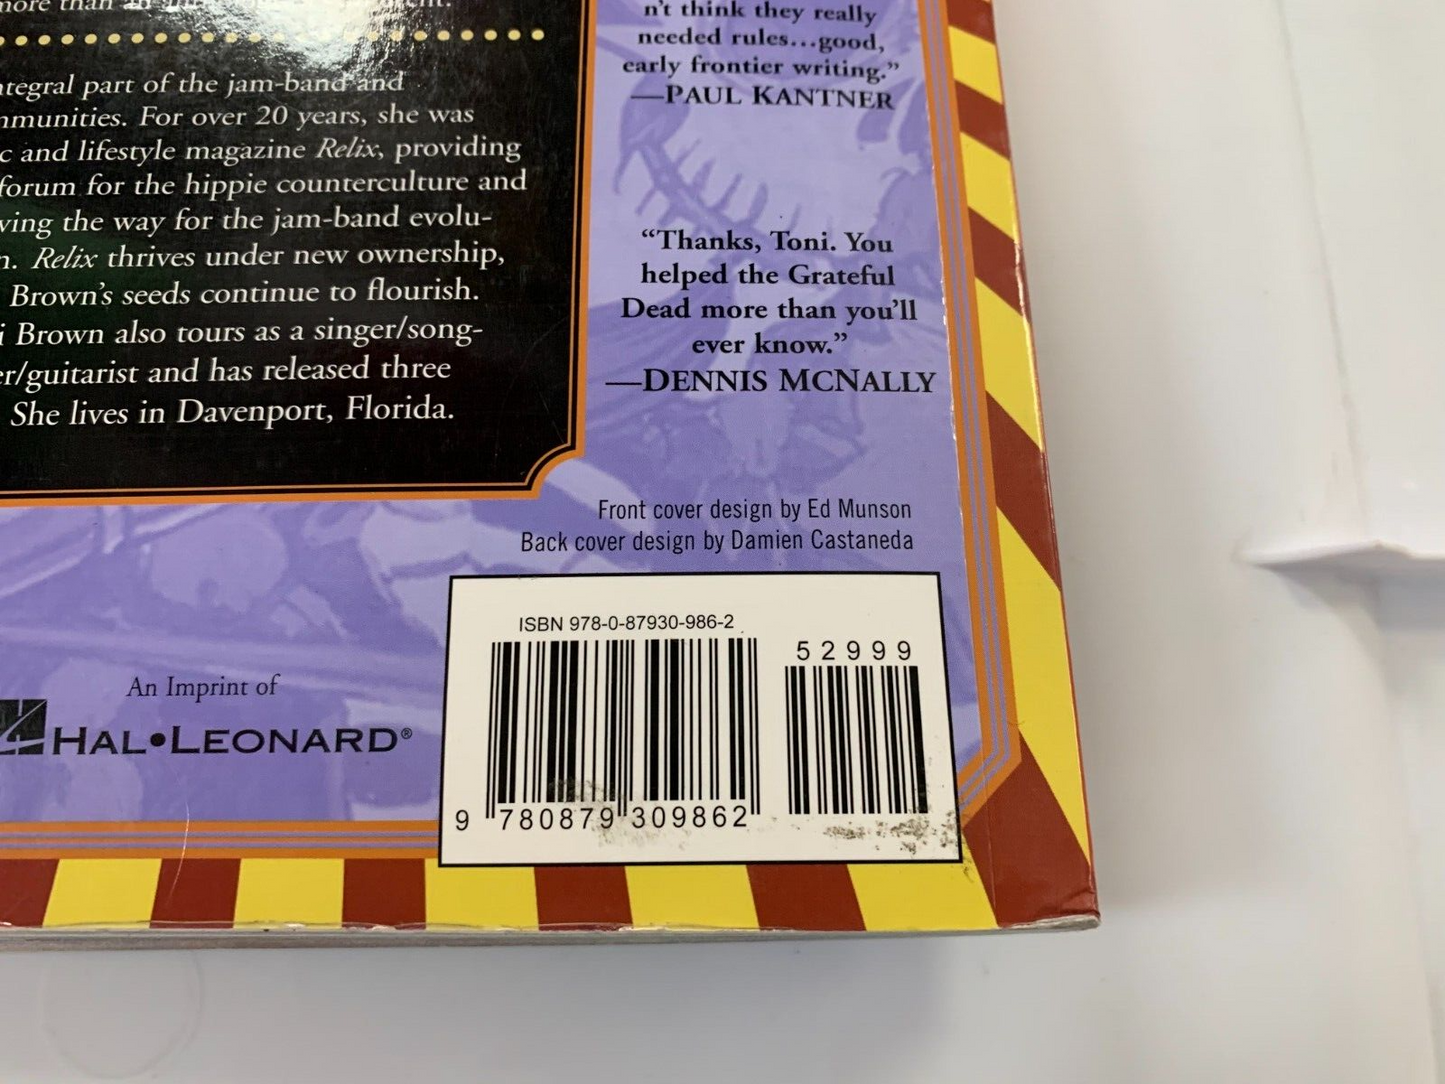 more than an
ntegral part of the jam-band and
mmunities. For over 20 years, she was
c and lifestyle magazine Relix, providing
forum for the hippie counterculture and
ving the way for the jam-band evolu-
n. Relix thrives under new ownership,
Brown's seeds continue to flourish.
i Brown also tours as a singer/song-
er/guitarist and has released three
She lives in Davenport, Florida.
n't think they really
needed rules...good,
early frontier writing.”
—PAUL KANTNER
“Thanks, Toni. You
helped the Grateful
Dead more than you'll
ever know.”
—DENNIS MCNALLY
Front cover design by Ed Munson
Back cover design by Damien Castaneda
An Imprint of
HAL•LEONARD®
ISBN 978-0-87930-986-2
52999
9 780879 309862